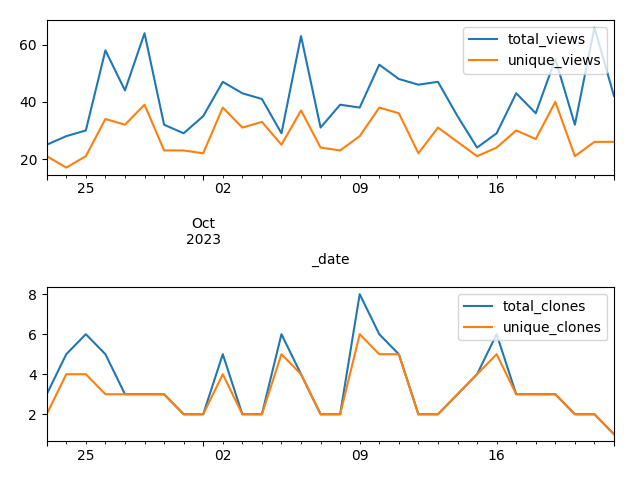 60
40
20
total_views
unique_views
25 02 09 16
Oct
2023
_date
8
6
4
2
total_clones
unique_clones
25 02 09 16